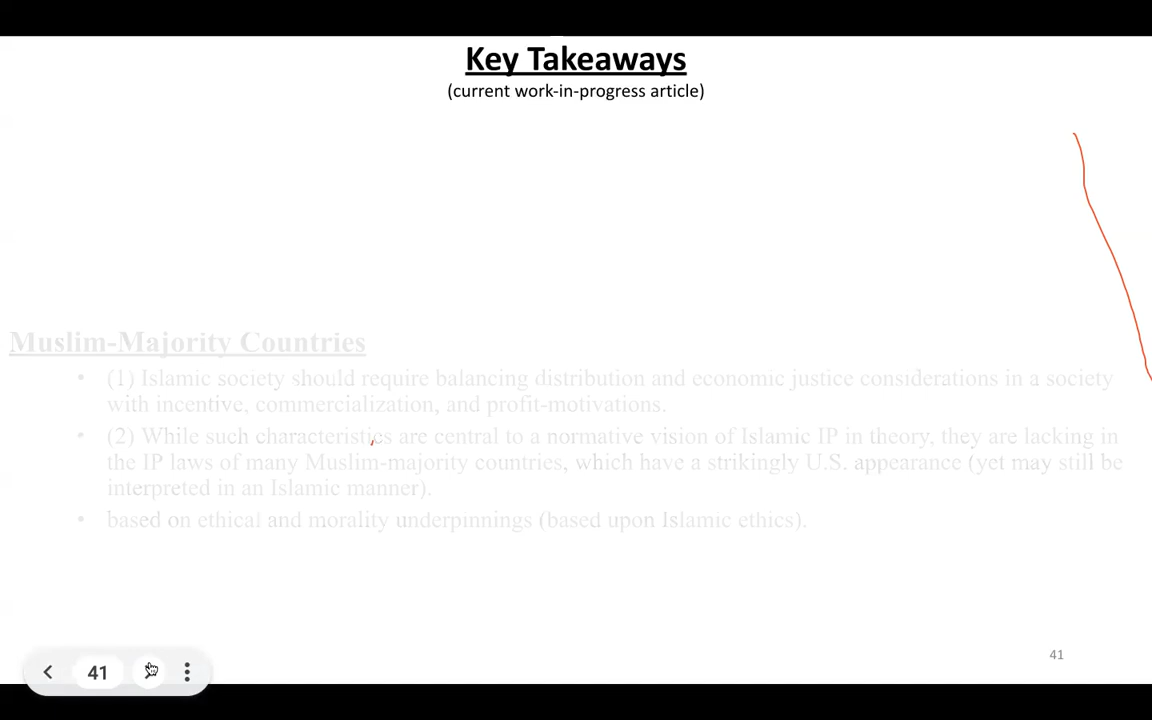 Key Takeaways
(current work-in-progress article)
Muslim-Majority Countries
• (1) Islamic society should require balancing distribution and economic justice considerations in a society
with incentive, commercialization, and profit-motivations.
• (2) While such characteristics are central to a normative vision of Islamic IP in theory, they are lacking in
the IP laws of many Muslim-majority countries, which have a strikingly U.S. appearance (yet may still be
interpreted in an Islamic manner).
• based on ethical and morality underpinnings (based upon Islamic ethics).
41
41